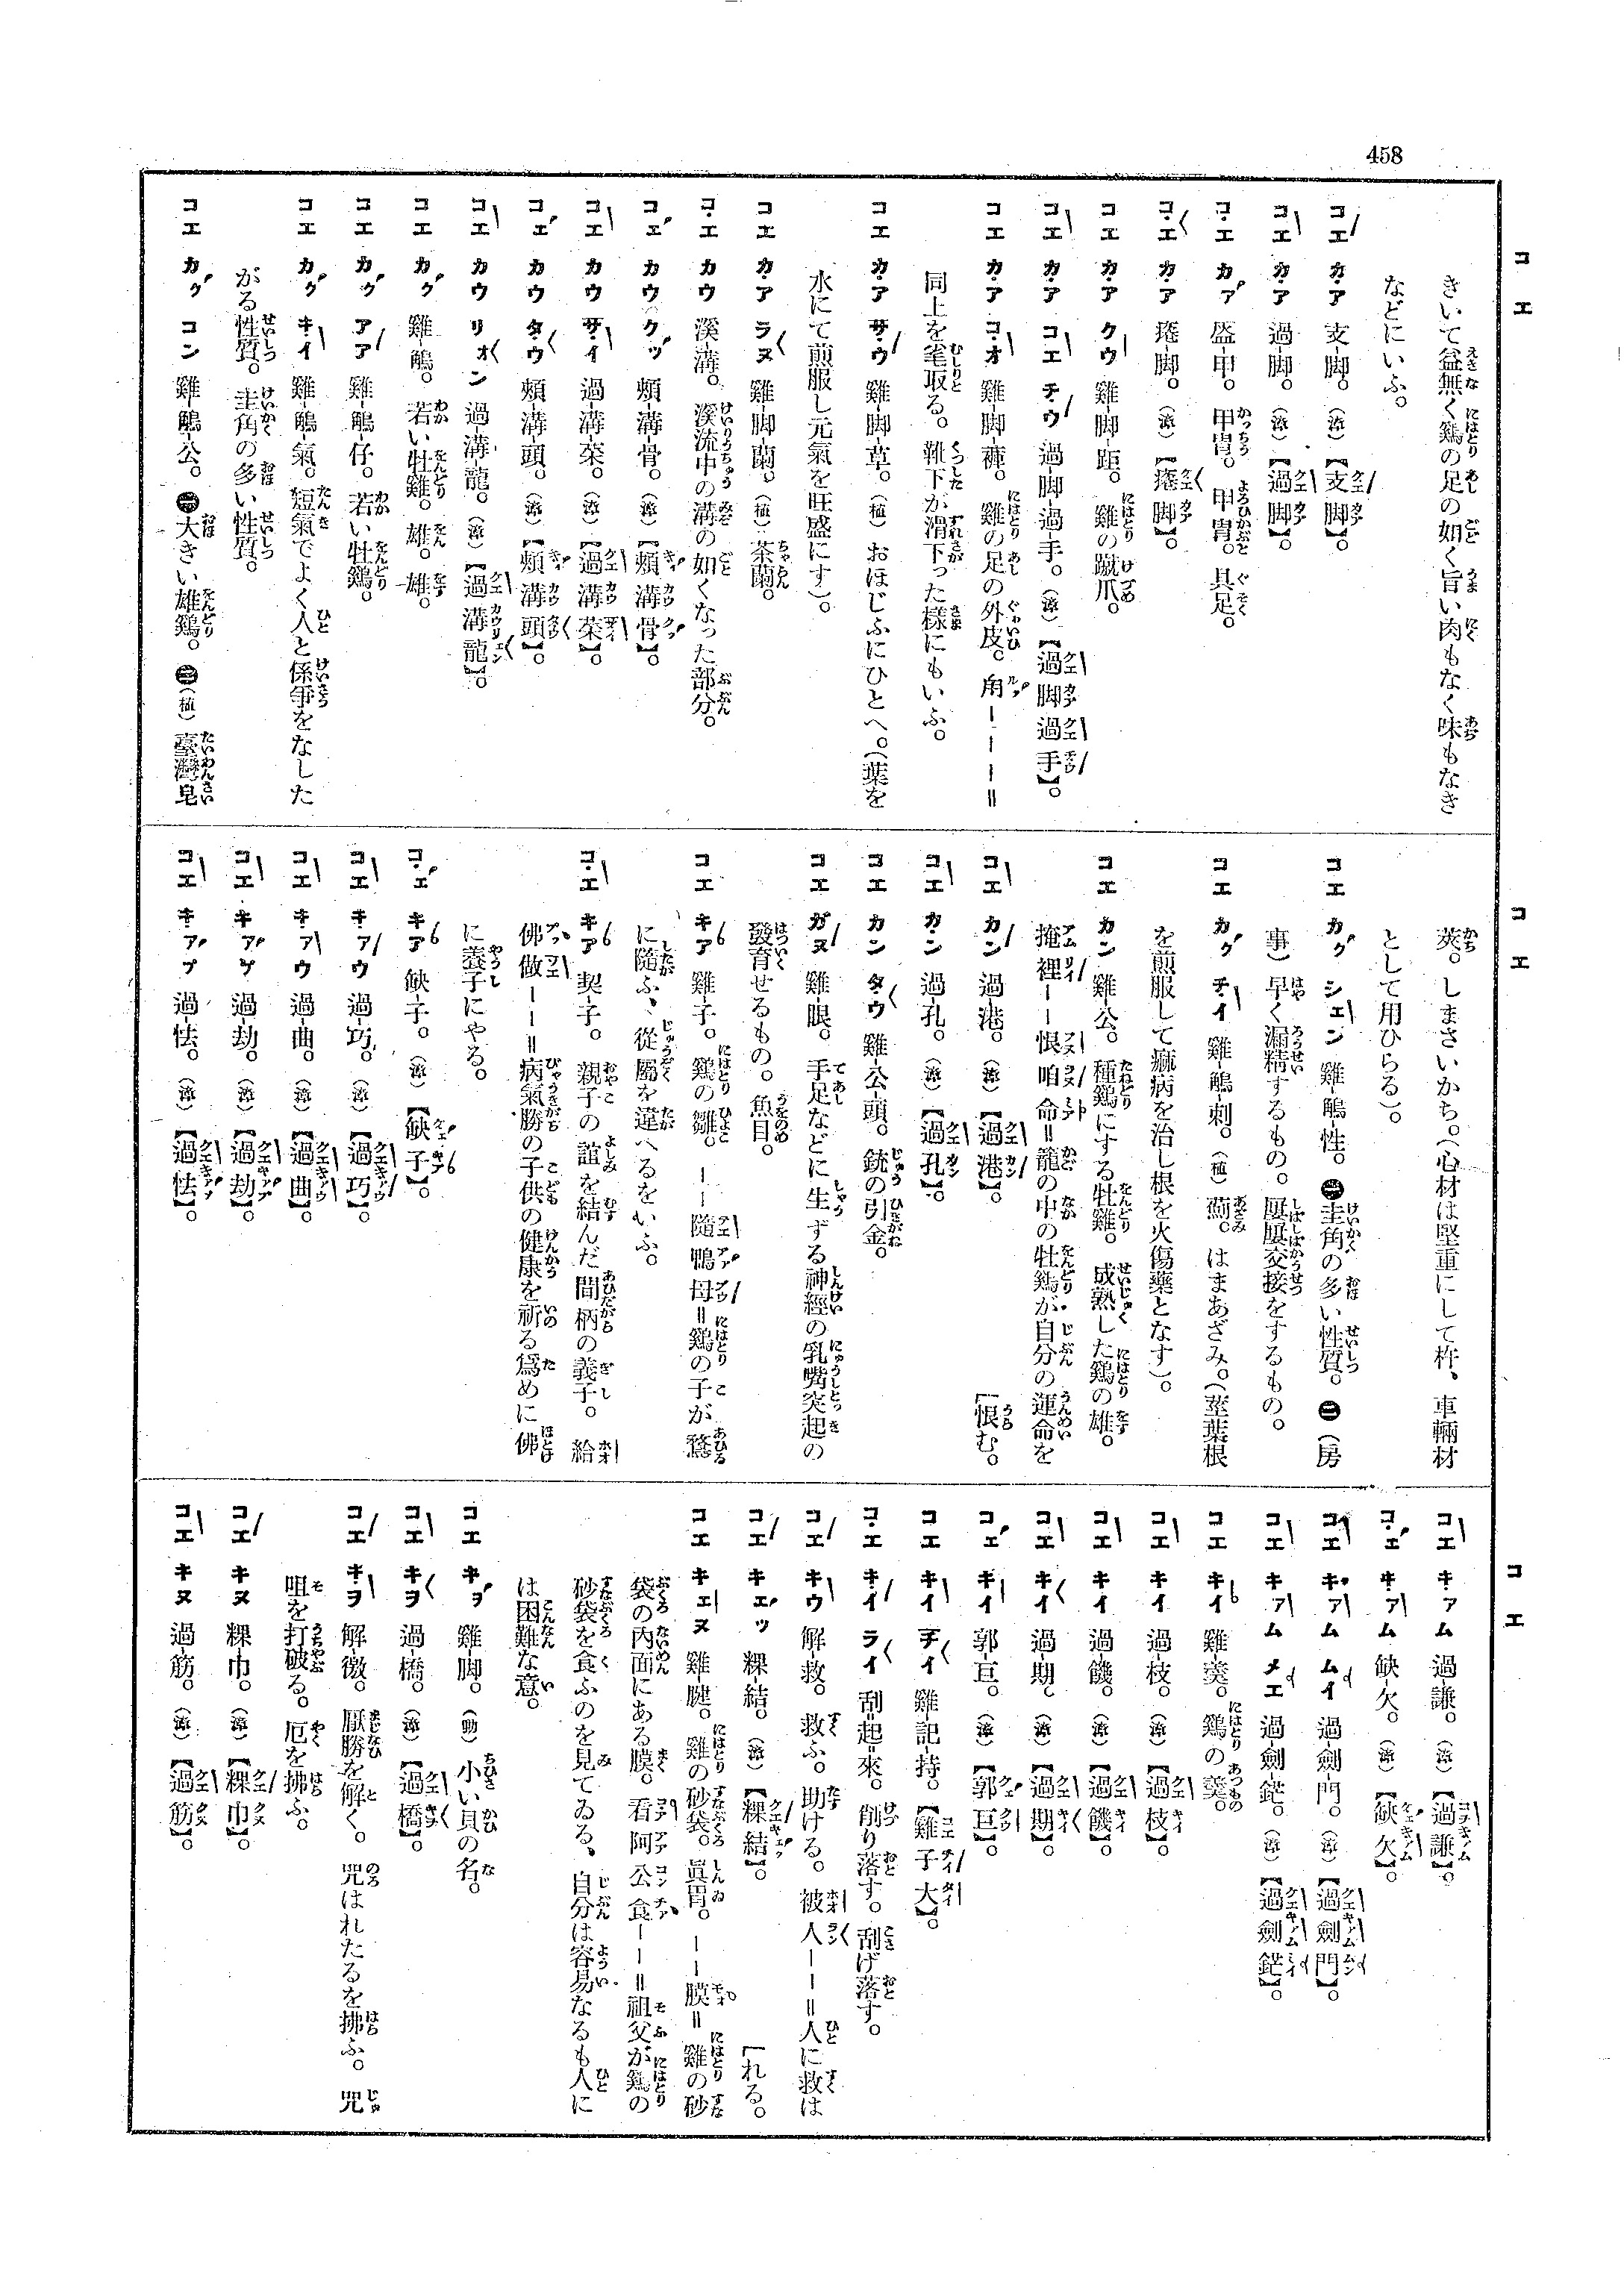 458
コエ
きいて益無く鷄の足の如く旨い肉もなく味もなき
などにいふ。
コエ カア 支-脚。(漳)【支脚】。
コエ カア 過-脚。(漳)【過脚】。
コエ カァ 盔-甲。甲冑。甲冑。具足。
コエ カア 脚。(漳)【脚】。
コエ カア クウ 雞-脚-距。雞の蹴爪。
コエ カア コエ チウ 過-脚-過-手。(漳)【過脚過手】。
コエ カア コオ 雞-脚-褲。雞の足の外皮。 ーーーー=
同上を毟取る。靴下が滑下った樣にもいふ。
コエ カア サウ 雞-脚-草。(植)おほじふにひとへ。(葉を
水にて煎服し元氣を旺盛にす)。
コエ カア ラヌ 雞-脚-蘭。(植)茶蘭。
コエ カウ 溪-溝。溪流中の溝の如くなった部分。
コェ カウ クッ 頰-溝-骨。(漳)【頰溝骨】。
コエ カウ サイ 過-溝-菜。(漳)【過溝菜】。
コェ カウ タウ 頰-溝-頭。(漳)【頰溝頭】。
コエ カウ リォン 過-溝-龍。(漳)【過溝龍】。
コエ カㇰ 雞-鵤。若い牡雞。雄。雄。
コエ カㇰ アア 雞-鵤-仔。若い牡鷄。
コエ カㇰ キイ 雞-鵤-氣。短氣でよく人と係爭をなした
がる性質。圭角の多い性質。
コエ カㇰ コン 雞-鵤-公。㊀大きい雄鷄。㊁(植)臺灣皂
コエ
莢。しまさいかち。(心材は堅重にして杵、車輛材
として用ひらる)。
コエ カㇰ シェン 雞-鵤-性。㊀圭角の多い性質。㊁(房
事)早く漏精するもの。屢屢交接をするもの。
コエ カㇰ チイ 雞-鵤-刺。(植)薊。はまあざみ。(莖葉根
を煎服して痲病を治し根を火傷藥となす)。
コエ カン 雞-公。種鷄にする牡雞。成熟した鷄の雄。
掩裡ーー恨咱命=籠の中の牡鷄が自分の運命を
[恨む。
コエ カン 過-港。(漳)【過港】。
コエ カン 過-孔。(漳)【過孔】。
コエ カン タウ 雞-公-頭。銃の引金。
コエ ガヌ 雞-眼。手足などに生ずる神經の乳嘴突起の
發育せるもの。魚目。
コエ キア 雞-子。鷄の雛。ーー隨鴨母=鷄の子が鶩
に隨ふ、從屬を違へるをいふ。
コエ キア 契-子。親子の誼を結んだ間柄の義子。給
佛做ーー=病氣勝の子供の健康を祈る爲めに佛
に養子にやる。
コェ キア 缺-子。(漳)【缺子】。
コエ キアウ 過-巧。(漳)【過巧】。
コエ キアウ 過-曲。(漳)【過曲】。
コエ キアㇷ゚ 過-劫。(漳)【過劫】。
コエ キアㇷ゚ 過-怯。(漳)【過怯】。
コエ
コエ キァム 過-謙。(漳)【過謙】。
コェ キァム 缺-欠。(漳)【缺欠】。
コエ キァム ムイ 過-劍-門。(漳)【過劍門】。
コエ キァム メエ 過-劍-鋩。(漳)【過劍鋩】。
コエ キイ 雞-羹。鷄の羹。
コエ キイ 過-枝。(漳)【過枝】。
コエ キイ 過-饑。(漳)【過饑】。
コエ キイ 過-期。(漳)【過期】。
コェ キイ 郭-亘。(漳)【郭亘】。
コエ キイ チイ 雞-記-持。【雞子大】。
コエ キイ ライ 刮=起=來。削り落す。刮げ落す。
コエ キウ 解-救。救ふ。助ける。被人ーー=人に救は
[れる。
コエ キェッ 粿-結。(漳)【粿結】。
コエ キェヌ 雞-腱。雞の砂袋。眞胃。ーー膜=雞の砂
袋の内面にある膜。看阿公食ーー=祖父が鷄の
砂袋を食ふのを見てゐる、自分は容易なるも人に
は困難な意。
コエ キヲ 雞-脚。(動)小い貝の名。
コエ キヲ 過-橋。(漳)【過橋】。
コエ キヲ 解-徼。厭勝を解く。咒はれたるを拂ふ。咒
咀を打破る。厄を拂ふ。
コエ キヌ 粿-巾。(漳)【粿巾】。
コエ キヌ 過-筋。(漳)【過筋】。